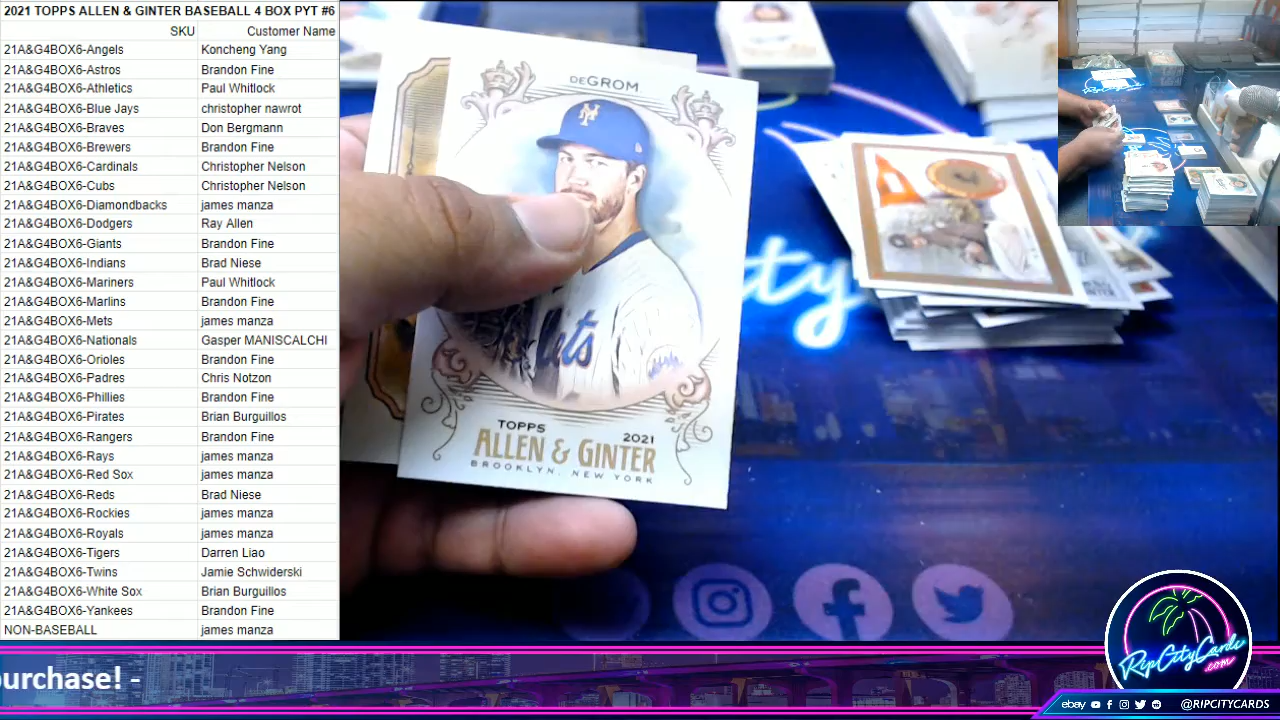 2021 TOPPS ALLEN & GINTER BASEBALL 4 BOX PYT #6
SKU Customer Name
21A&G4BOX6-Angels Koncheng Yang
21A&G4BOX6-Astros Brandon Fine
21A&G4BOX6-Athletics Paul Whitlock
21A&G4BOX6-Blue Jays christopher nawrot
21A&G4BOX6-Braves Don Bergmann
21A&G4BOX6-Brewers Brandon Fine
21A&G4BOX6-Cardinals Christopher Nelson
21A&G4BOX6-Cubs Christopher Nelson
21A&G4BOX6-Diamondbacks james manza
21A&G4BOX6-Dodgers Ray Allen
21A&G4BOX6-Giants Brandon Fine
21A&G4BOX6-Indians Brad Niese
21A&G4BOX6-Mariners Paul Whitlock
21A&G4BOX6-Marlins Brandon Fine
21A&G4BOX6-Mets james manza
21A&G4BOX6-Nationals Gasper MANISCALCHI
21A&G4BOX6-Orioles Brandon Fine
21A&G4BOX6-Padres Chris Notzon
21A&G4BOX6-Phillies Brandon Fine
21A&G4BOX6-Pirates Brian Burguillos
21A&G4BOX6-Rangers Brandon Fine
21A&G4BOX6-Rays james manza
21A&G4BOX6-Red Sox james manza
21A&G4BOX6-Reds Brad Niese
21A&G4BOX6-Rockies james manza
21A&G4BOX6-Royals james manza
21A&G4BOX6-Tigers Darren Liao
21A&G4BOX6-Twins Jamie Schwiderski
21A&G4BOX6-White Sox Brian Burguillos
21A&G4BOX6-Yankees Brandon Fine
NON-BASEBALL james manza
DEGROM
NY
ets
TOPPS 2021
ALLEN & GINTER
BROOKLYN, NEW YORK
ity
RipCityCards
.com
urchase! -
ebay @RIPCITYCARDS